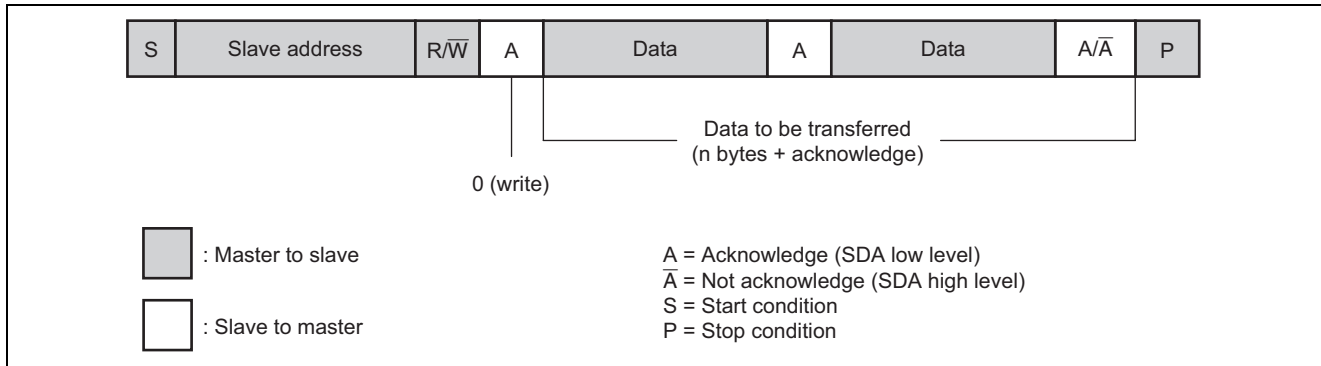 S Slave address R/W̅ A Data A Data A/A̅ P
Data to be transferred
(n bytes + acknowledge)
0 (write)
: Master to slave
: Slave to master
A = Acknowledge (SDA low level)
A̅ = Not acknowledge (SDA high level)
S = Start condition
P = Stop condition